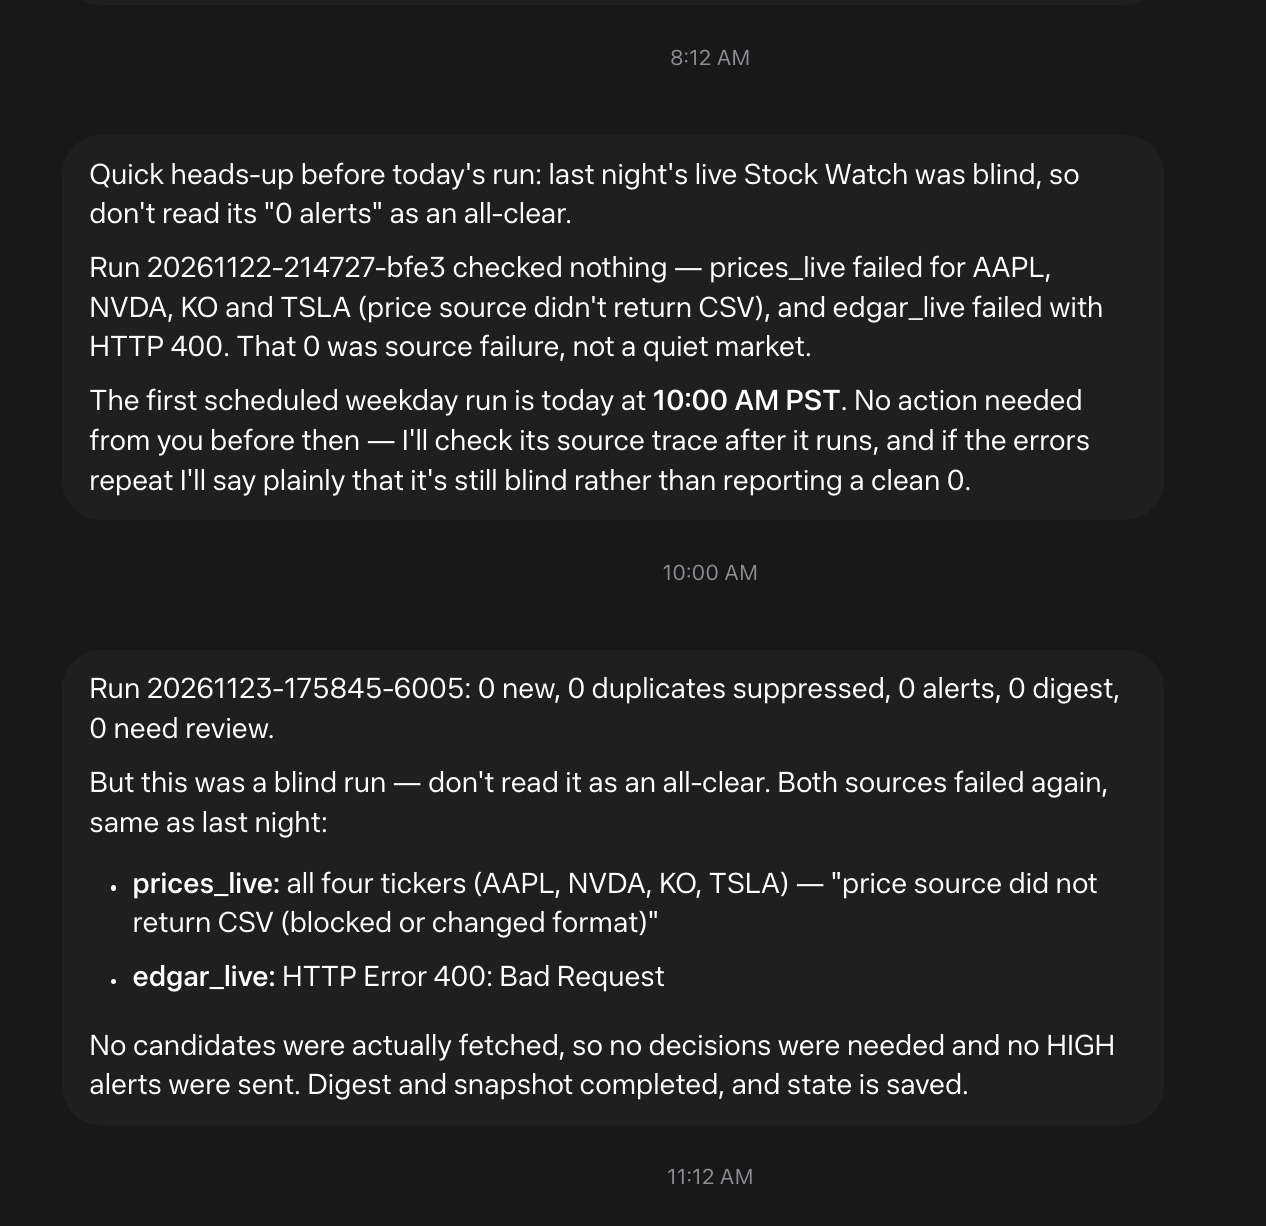 8:12 AM
Quick heads-up before today's run: last night's live Stock Watch was blind, so
don't read its "0 alerts" as an all-clear.
Run 20261122-214727-bfe3 checked nothing — prices_live failed for AAPL,
NVDA, KO and TSLA (price source didn't return CSV), and edgar_live failed with
HTTP 400. That 0 was source failure, not a quiet market.
The first scheduled weekday run is today at 10:00 AM PST. No action needed
from you before then — I'll check its source trace after it runs, and if the errors
repeat I'll say plainly that it's still blind rather than reporting a clean 0.
10:00 AM
Run 20261123-175845-6005: 0 new, 0 duplicates suppressed, 0 alerts, 0 digest,
0 need review.
But this was a blind run — don't read it as an all-clear. Both sources failed again,
same as last night:
• prices_live: all four tickers (AAPL, NVDA, KO, TSLA) — "price source did not
return CSV (blocked or changed format)"
• edgar_live: HTTP Error 400: Bad Request
No candidates were actually fetched, so no decisions were needed and no HIGH
alerts were sent. Digest and snapshot completed, and state is saved.
11:12 AM